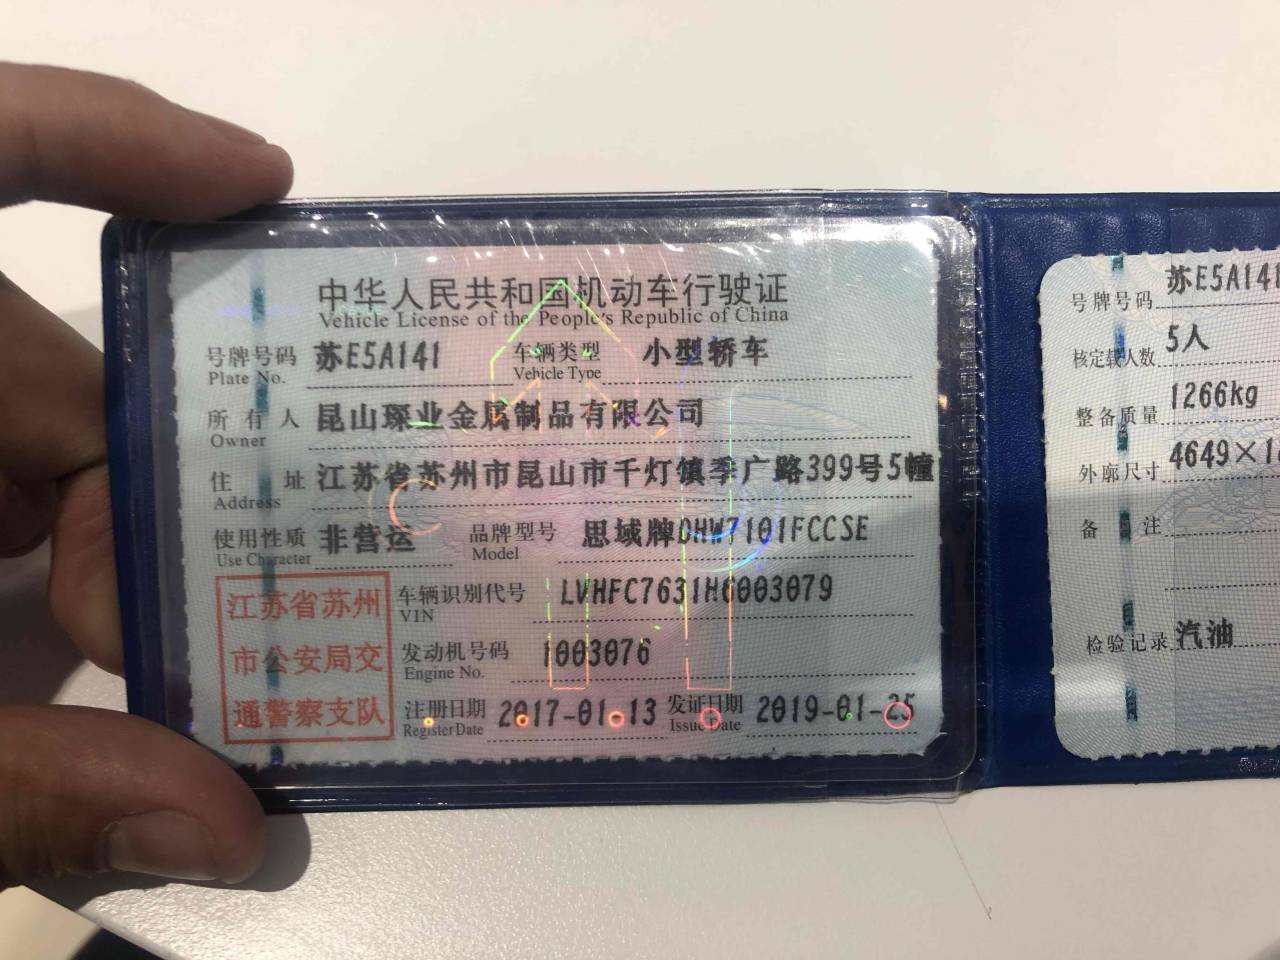 中华人民共和国机动车行驶证
Vehicle License of the People's Republic of China
号牌号码 苏E5A141 车辆类型 小型轿车
Plate No. Vehicle Type
所有人 昆山琛业金属制品有限公司
Owner
住址 江苏省苏州市昆山市千灯镇季广路399号5幢
Address
使用性质 非营运 品牌型号 思域牌DHW7101FCCSE
Use Character Model
江苏省苏州
市公安局交
通警察支队
车辆识别代号 LVHFC7631H6003079
VIN
发动机号码 1003076
Engine No.
注册日期 2017-01-13 发证日期 2019-01-25
Register Date Issue Date
号牌号码 苏E5A141
核定载人数 5人
整备质量 1266kg
外廓尺寸 4649×1
备注
检验记录 汽油